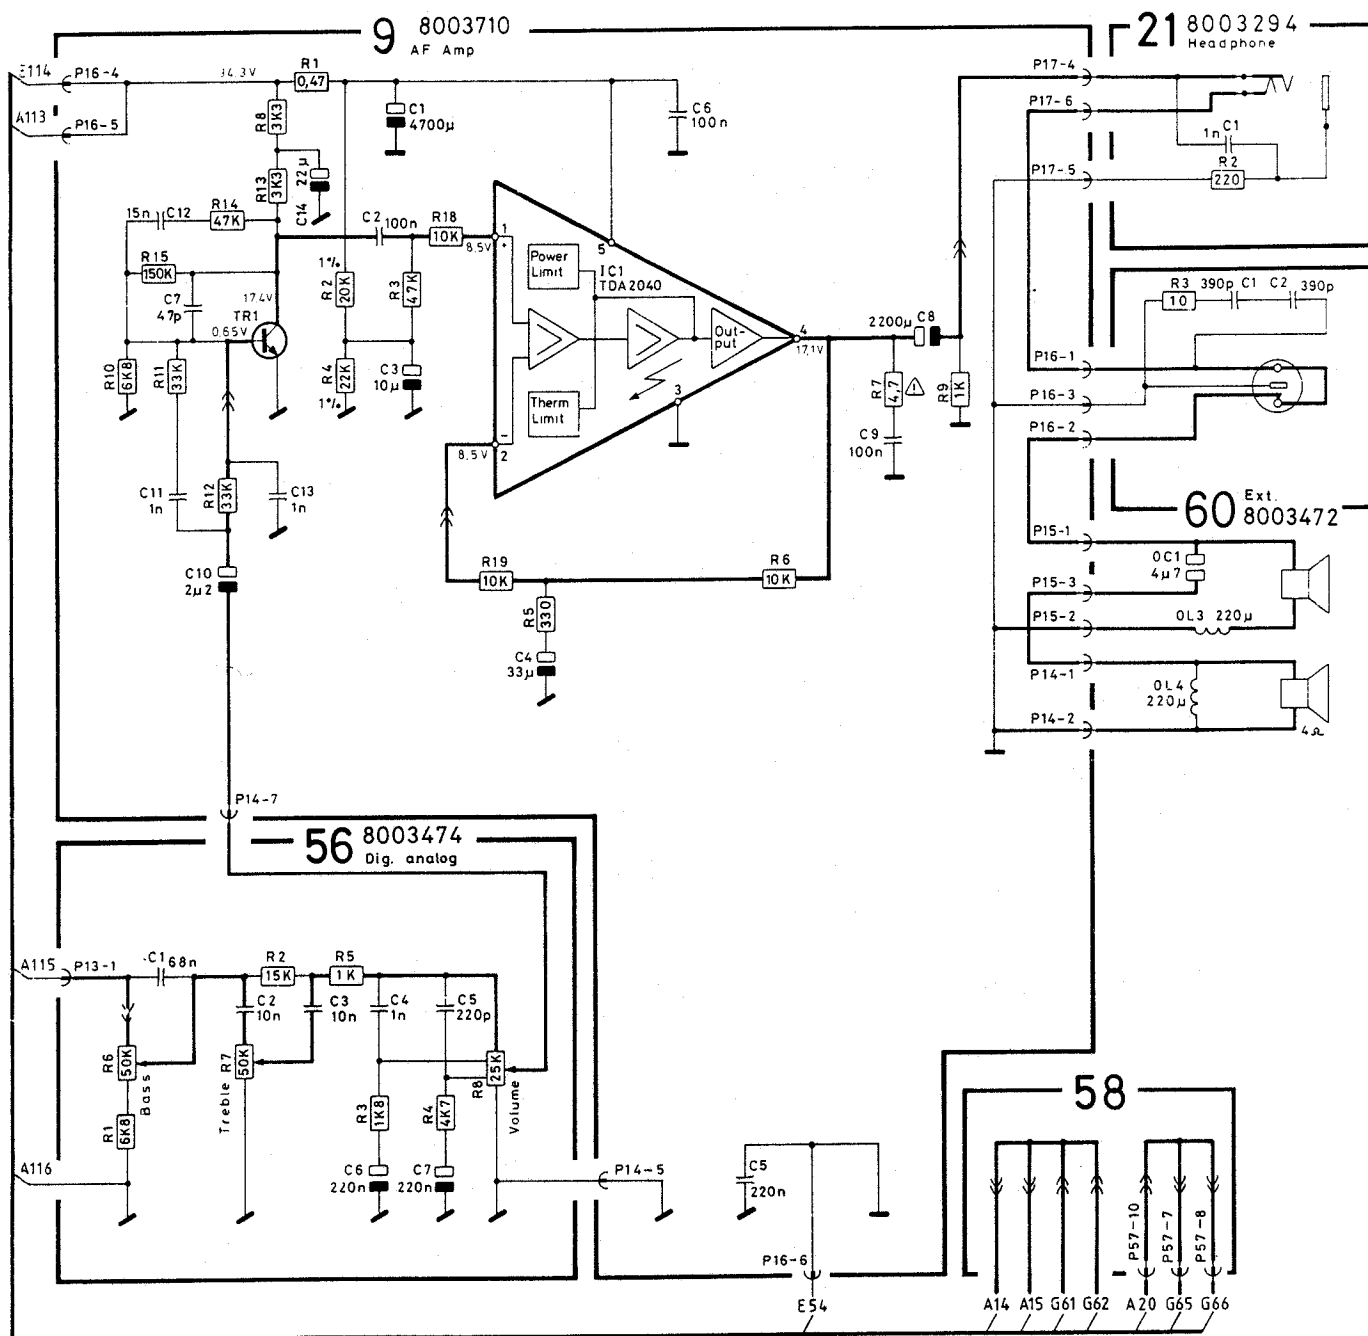 9 8003710
AF Amp
21 8003294
Headphone
E114
P16-4
34.3V
R1
0,47
A113
P16-5
R8
3K3
C1
4700µ
C6
100n
P17-4
P17-6
1n C1
R2
220
P17-5
R13
3K3
22µ
C14
15n C12
R14
47K
C2
100n
R18
10K
8.5V
1
+
5
Power
Limit
IC1
TDA2040
R15
150K
C7
47p
17.4V
TR1
0.65V
1%
R2
20K
R3
47K
R10
6K8
R11
33K
R4
22K
1%
C3
10µ
Output
4
17,1V
3
Therm
Limit
2200µ
C8
R7
4,7
R9
1K
C9
100n
R3
10
390p C1
C2 390p
P16-1
P16-3
P16-2
-
8.5V
2
C11
1n
R12
33K
C13
1n
60 Ext.
8003472
P15-1
0C1
4µ7
P15-3
P15-2
0L3 220µ
C10
2µ2
R19
10K
R6
10K
R5
330
C4
33µ
P14-1
0L4
220µ
P14-2
4Ω
P14-7
56 8003474
Dig. analog
A115
P13-1
C1 68n
R2
15K
R5
1K
C2
10n
C3
10n
C4
1n
C5
220p
R6
50K
Bass
R7
50K
Treble
R8
25K
Volume
R1
6K8
R3
1K8
R4
4K7
A116
C6
220n
C7
220n
P14-5
C5
220n
58
P57-10
P57-7
P57-8
P16-6
E54
A14 A15 G61 G62 A20 G65 G66